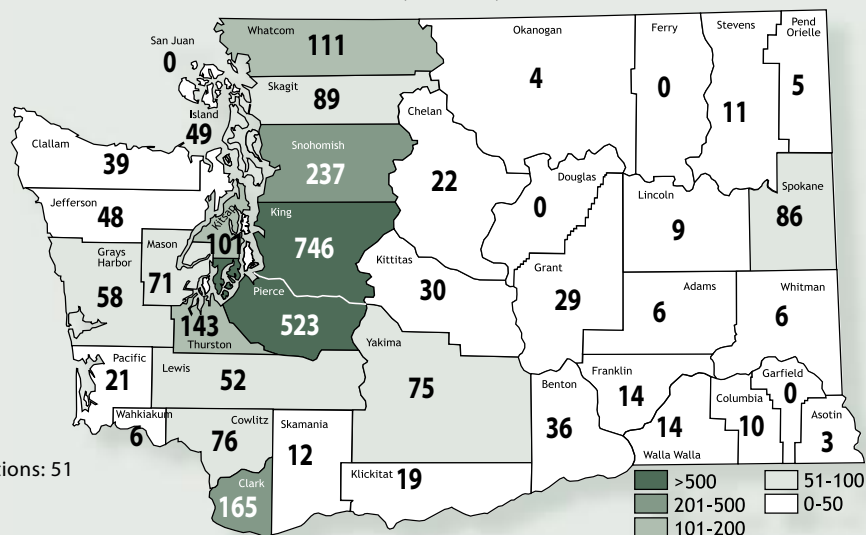 San Juan
0
Whatcom
111
Okanogan
4
Ferry
0
Stevens
11
Pend
Orielle
5
Skagit
89
Island
49
Chelan
22
Clallam
39
Snohomish
237
Douglas
0
Lincoln
9
Spokane
86
Jefferson
48
Kitsap
101
King
746
Kittitas
30
Grant
29
Adams
6
Whitman
6
Grays
Harbor
58
Mason
71
Pierce
523
143
Thurston
Yakima
75
Pacific
21
Lewis
52
Benton
36
Franklin
14
Garfield
0
Columbia
10
Asotin
3
14
Walla Walla
Wahkiakum
6
Cowlitz
76
Skamania
12
Klickitat 19
Clark
165
tions: 51
>500
201-500
101-200
51-100
0-50